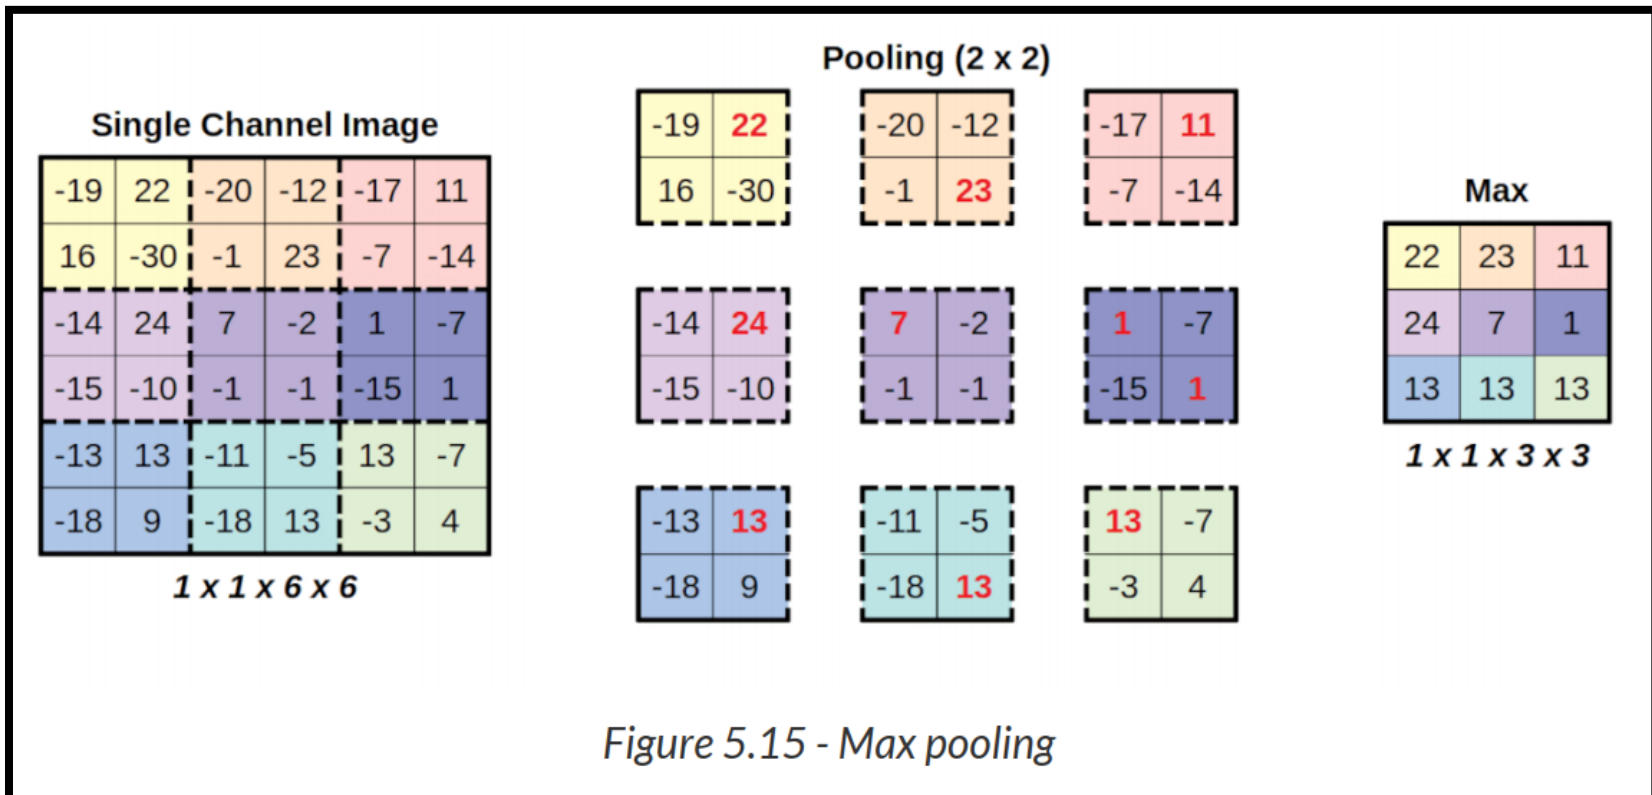 Pooling (2 x 2)
Single Channel Image
-19 22 -20 -12 -17 11
16 -30 -1 23 -7 -14
-14 24 7 -2 1 -7
-15 -10 -1 -1 -15 1
-13 13 -11 -5 13 -7
-18 9 -18 13 -3 4
1 x 1 x 6 x 6
-19 22 -20 -12 -17 11
16 -30 -1 23 -7 -14
-14 24 7 -2 1 -7
-15 -10 -1 -1 -15 1
-13 13 -11 -5 13 -7
-18 9 -18 13 -3 4
Max
22 23 11
24 7 1
13 13 13
1 x 1 x 3 x 3
Figure 5.15 - Max pooling